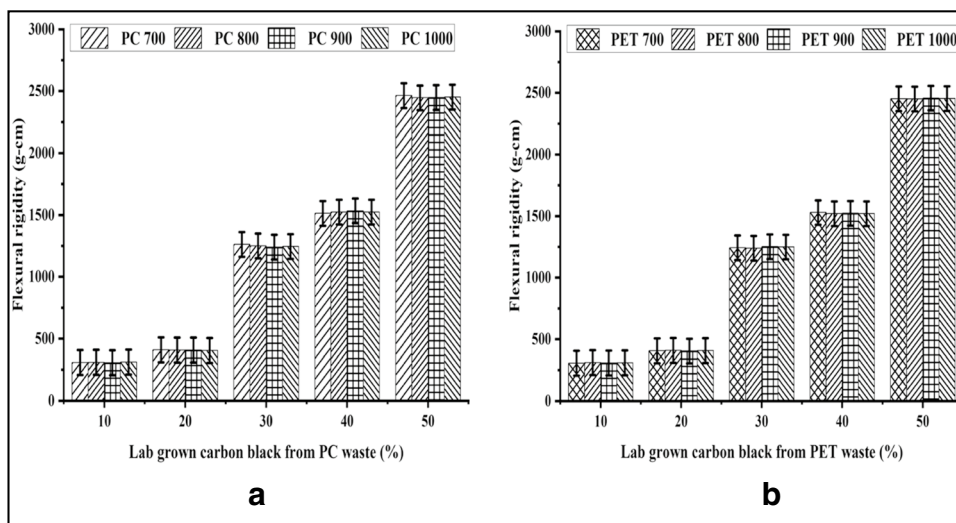 PC 700 PC 800 PC 900 PC 1000
3000
2500
2000
1500
1000
500
0
Flexural rigidity (g-cm)
10 20 30 40 50
Lab grown carbon black from PC waste (%)
a
PET 700 PET 800 PET 900 PET 1000
3000
2500
2000
1500
1000
500
0
Flexural rigidity (g-cm)
10 20 30 40 50
Lab grown carbon black from PET waste (%)
b